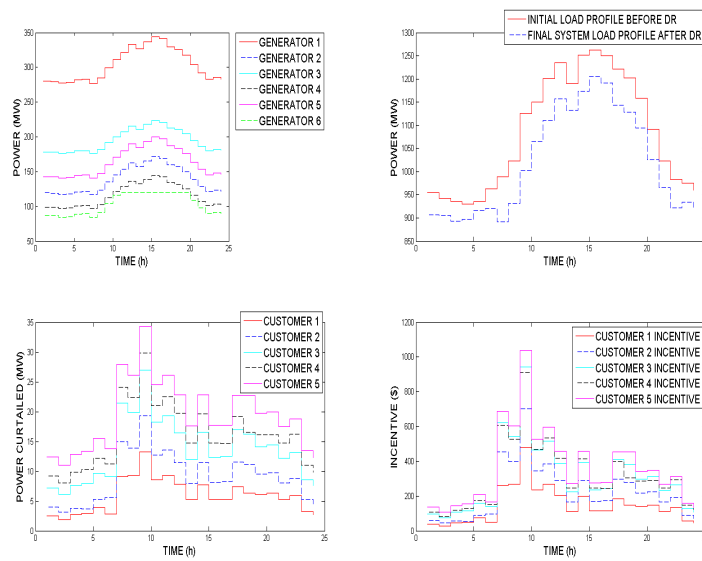 350
300
250
200
150
100
50
0
5
10
15
20
25
POWER (MW)
TIME (h)
GENERATOR 1
GENERATOR 2
GENERATOR 3
GENERATOR 4
GENERATOR 5
GENERATOR 6
INITIAL LOAD PROFILE BEFORE DR
FINAL SYSTEM LOAD PROFILE AFTER DR
1300
1250
1200
1150
1100
1050
1000
950
900
850
0
5
10
15
20
POWER (MW)
TIME (h)
35
30
25
20
15
10
5
0
0
5
10
15
20
25
POWER CURTAILED (MW)
TIME (h)
CUSTOMER 1
CUSTOMER 2
CUSTOMER 3
CUSTOMER 4
CUSTOMER 5
1200
1000
800
600
400
200
0
0
5
10
15
20
INCENTIVE ($)
TIME (h)
CUSTOMER 1 INCENTIVE
CUSTOMER 2 INCENTIVE
CUSTOMER 3 INCENTIVE
CUSTOMER 4 INCENTIVE
CUSTOMER 5 INCENTIVE